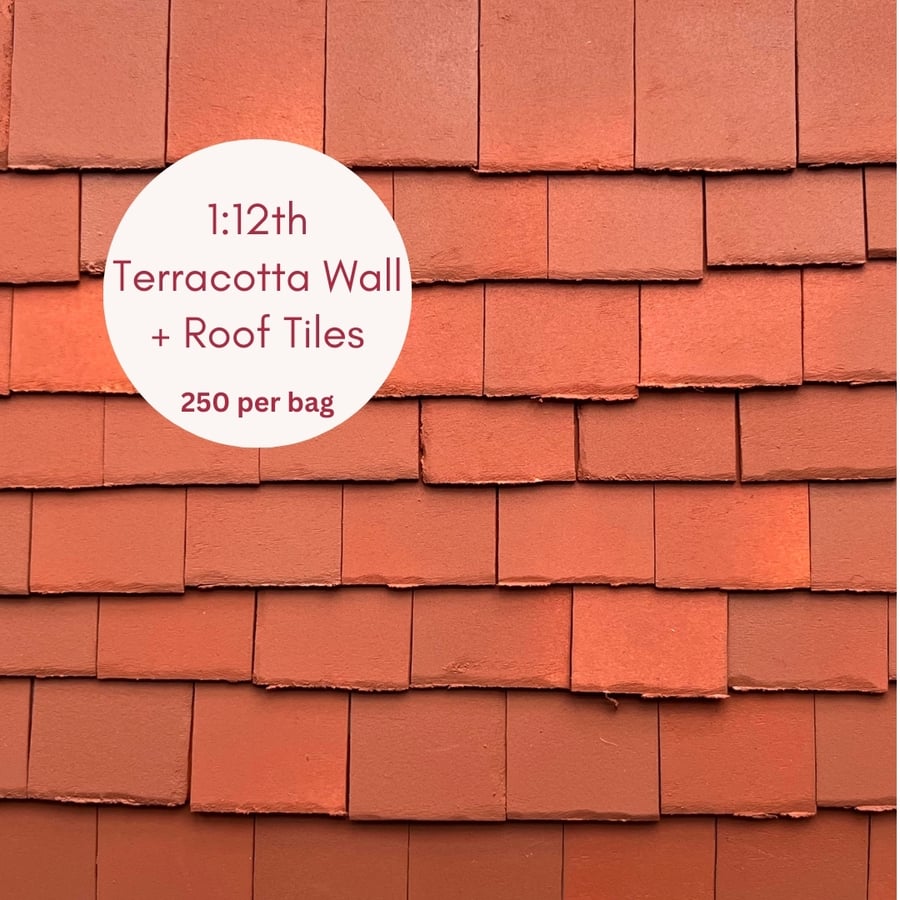 1:12th
Terracotta Wall
+ Roof Tiles
250 per bag